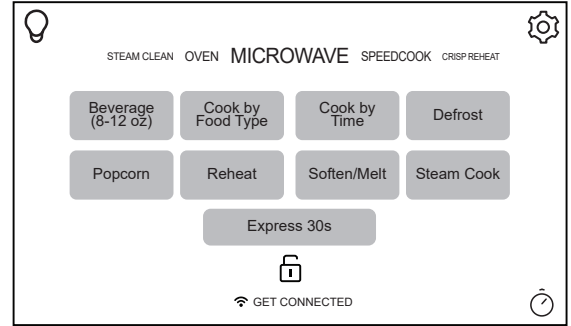 STEAM CLEAN OVEN MICROWAVE SPEEDCOOK CRISP REHEAT
Beverage
(8-12 oz)
Cook by
Food Type
Cook by
Time
Defrost
Popcorn
Reheat
Soften/Melt
Steam Cook
Express 30s
GET CONNECTED